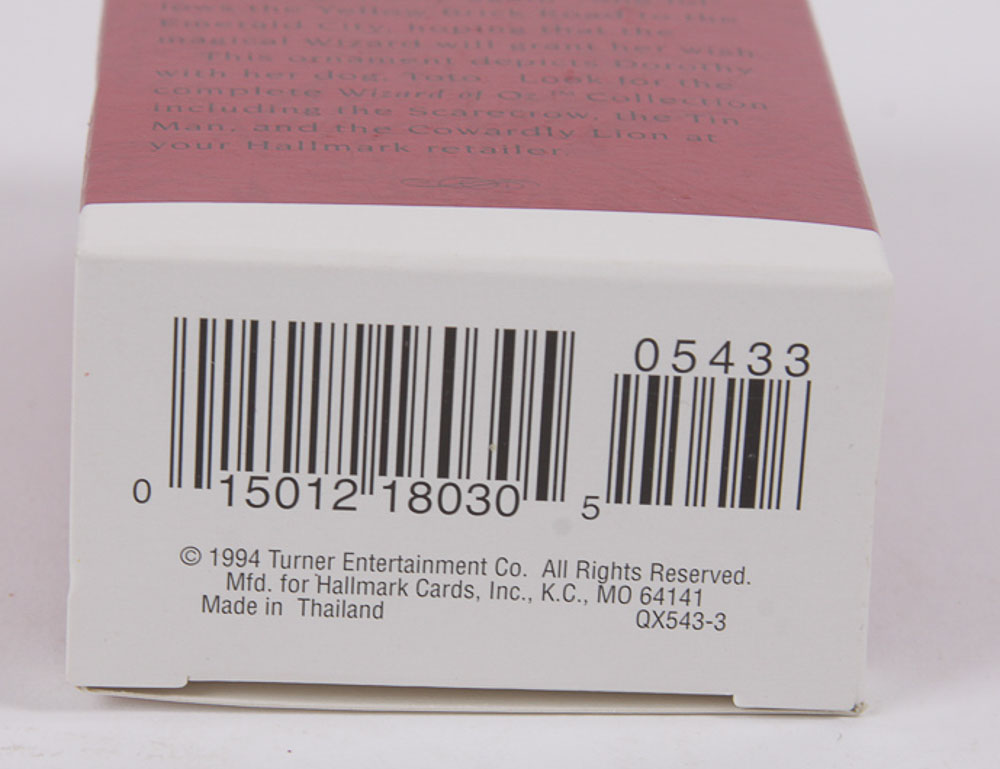 lows the Yellow Brick Road to the
Emerald City, hoping that the
magical Wizard will grant her wish.
This ornament depicts Dorothy
with her dog, Toto. Look for the
complete Wizard of Oz™ Collection
including the Scarecrow, the Tin
Man, and the Cowardly Lion at
your Hallmark retailer.
05433
0 15012 18030 5
© 1994 Turner Entertainment Co. All Rights Reserved.
Mfd. for Hallmark Cards, Inc., K.C., MO 64141
Made in Thailand QX543-3